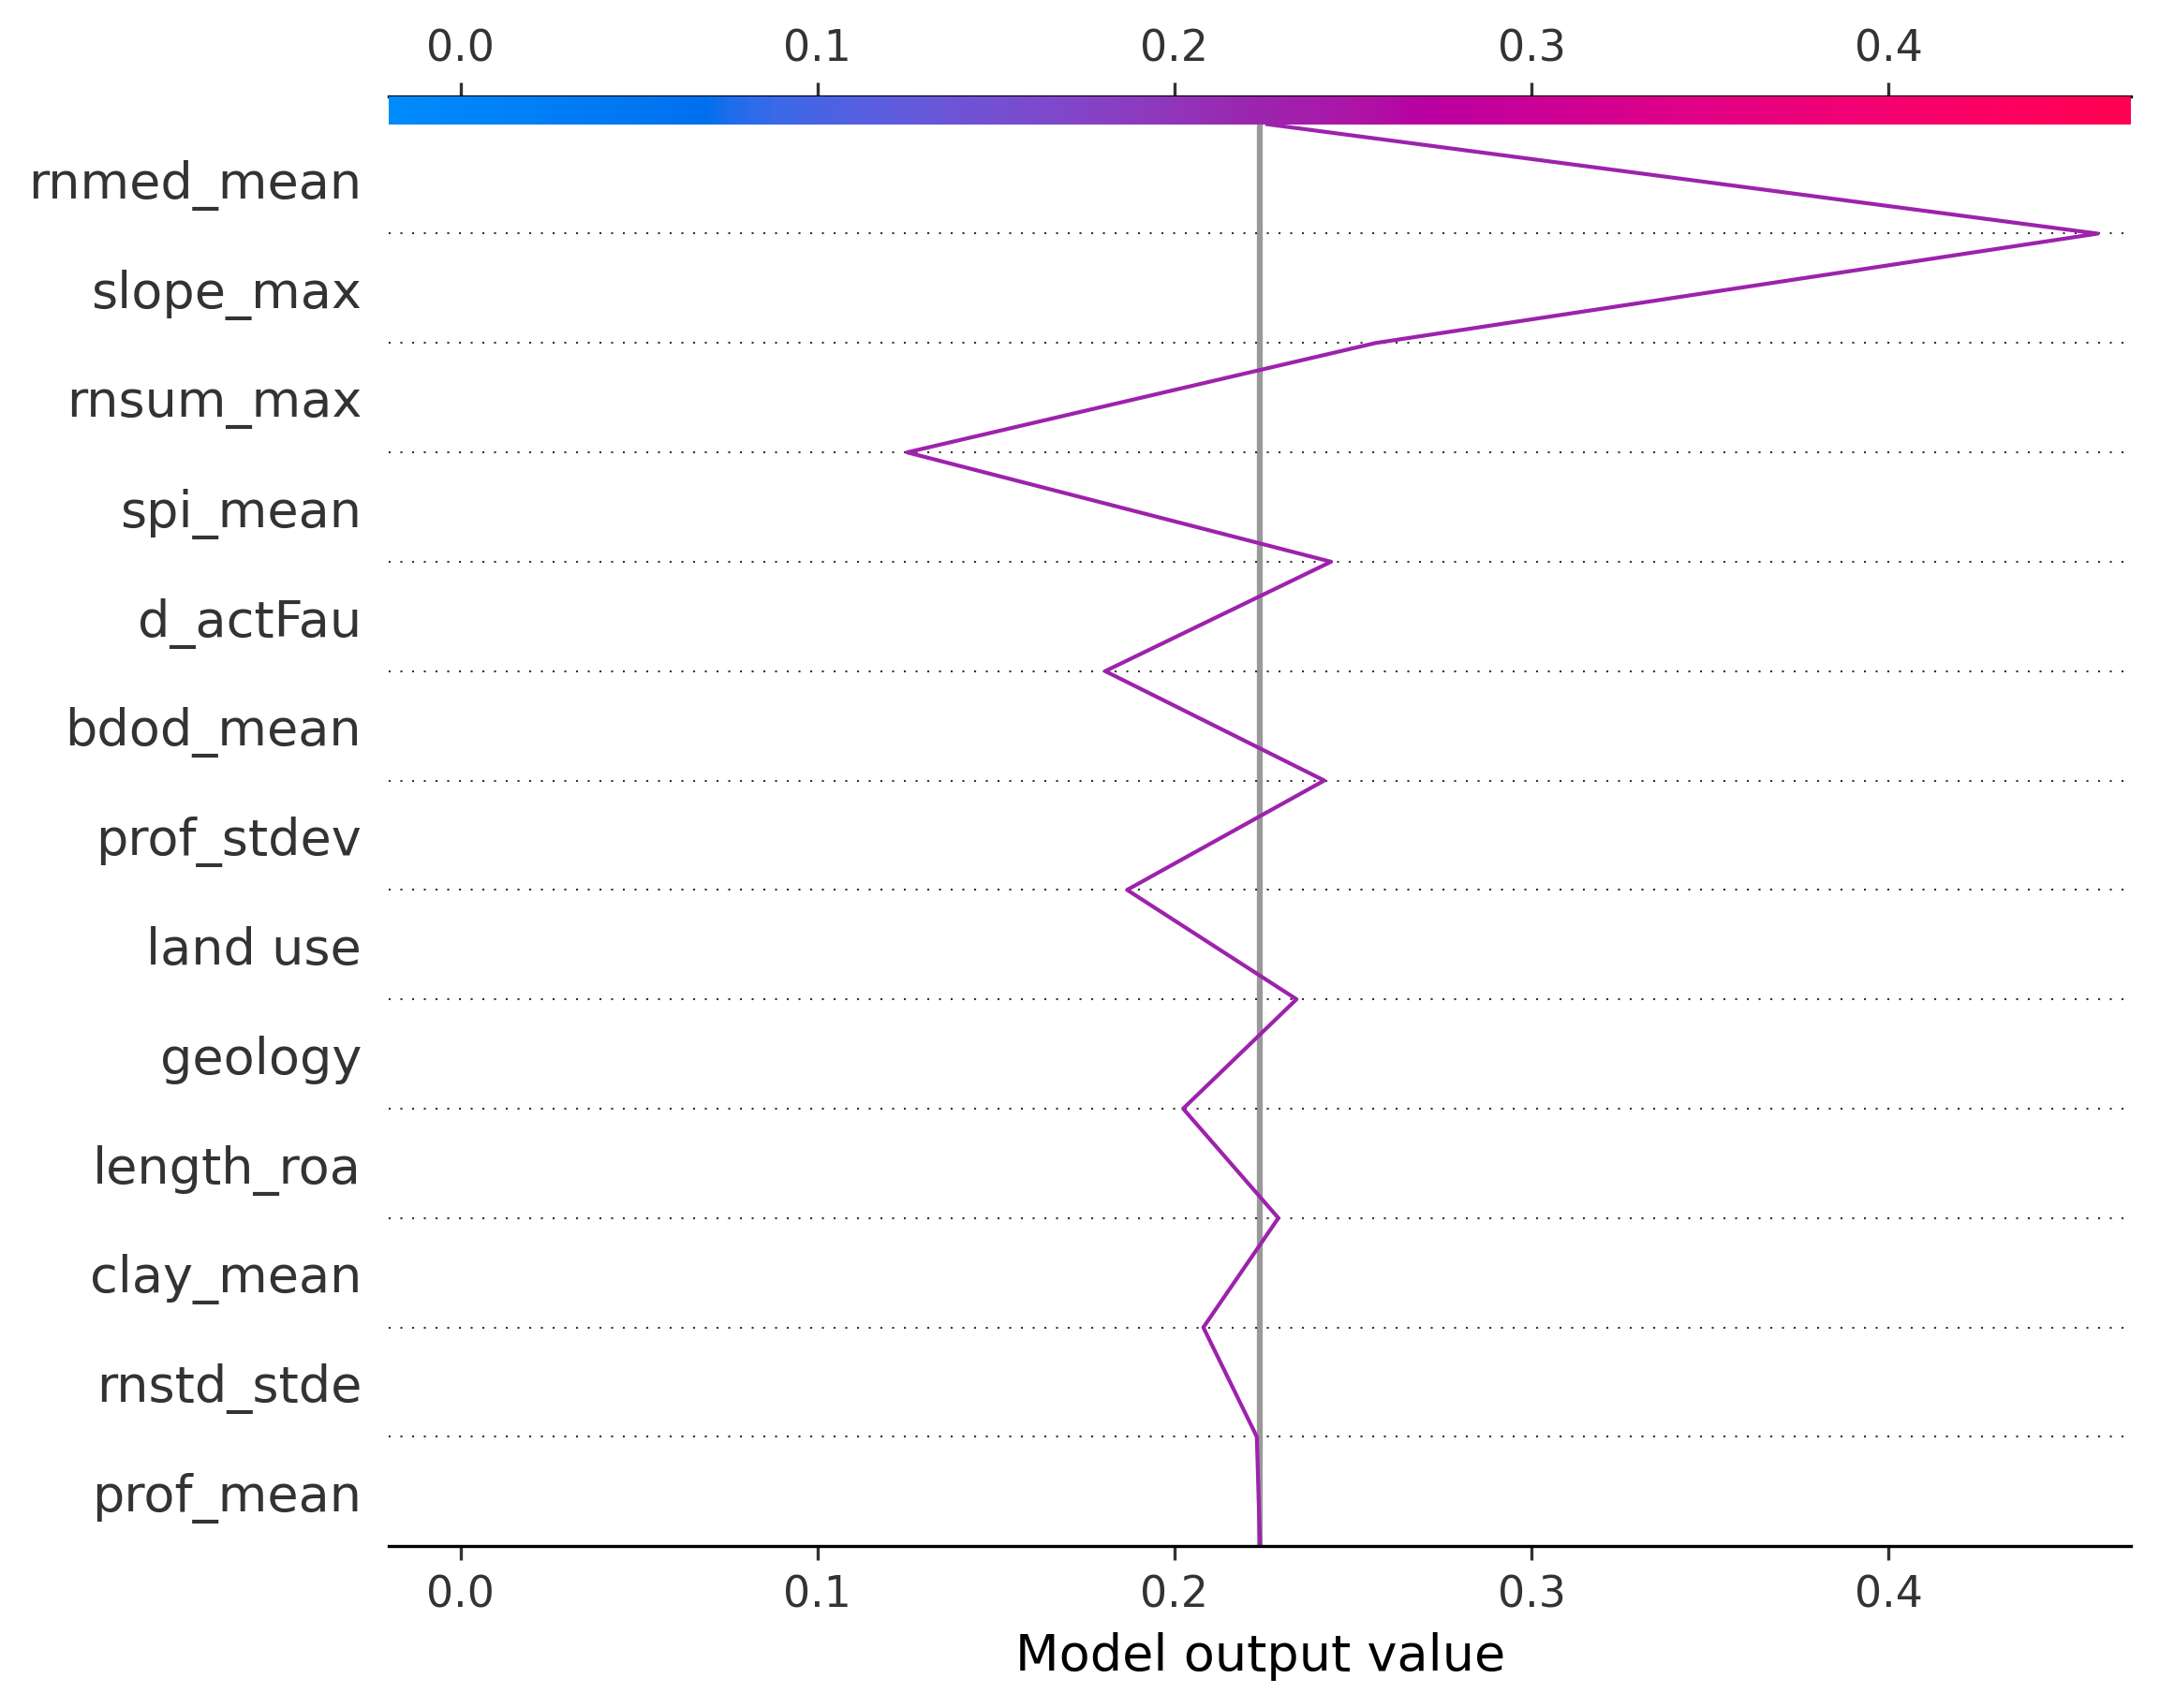 0.0 0.1 0.2 0.3 0.4
rnmed_mean
slope_max
rnsum_max
spi_mean
d_actFau
bdod_mean
prof_stdev
land use
geology
length_roa
clay_mean
rnstd_stde
prof_mean
0.0 0.1 0.2 0.3 0.4
Model output value